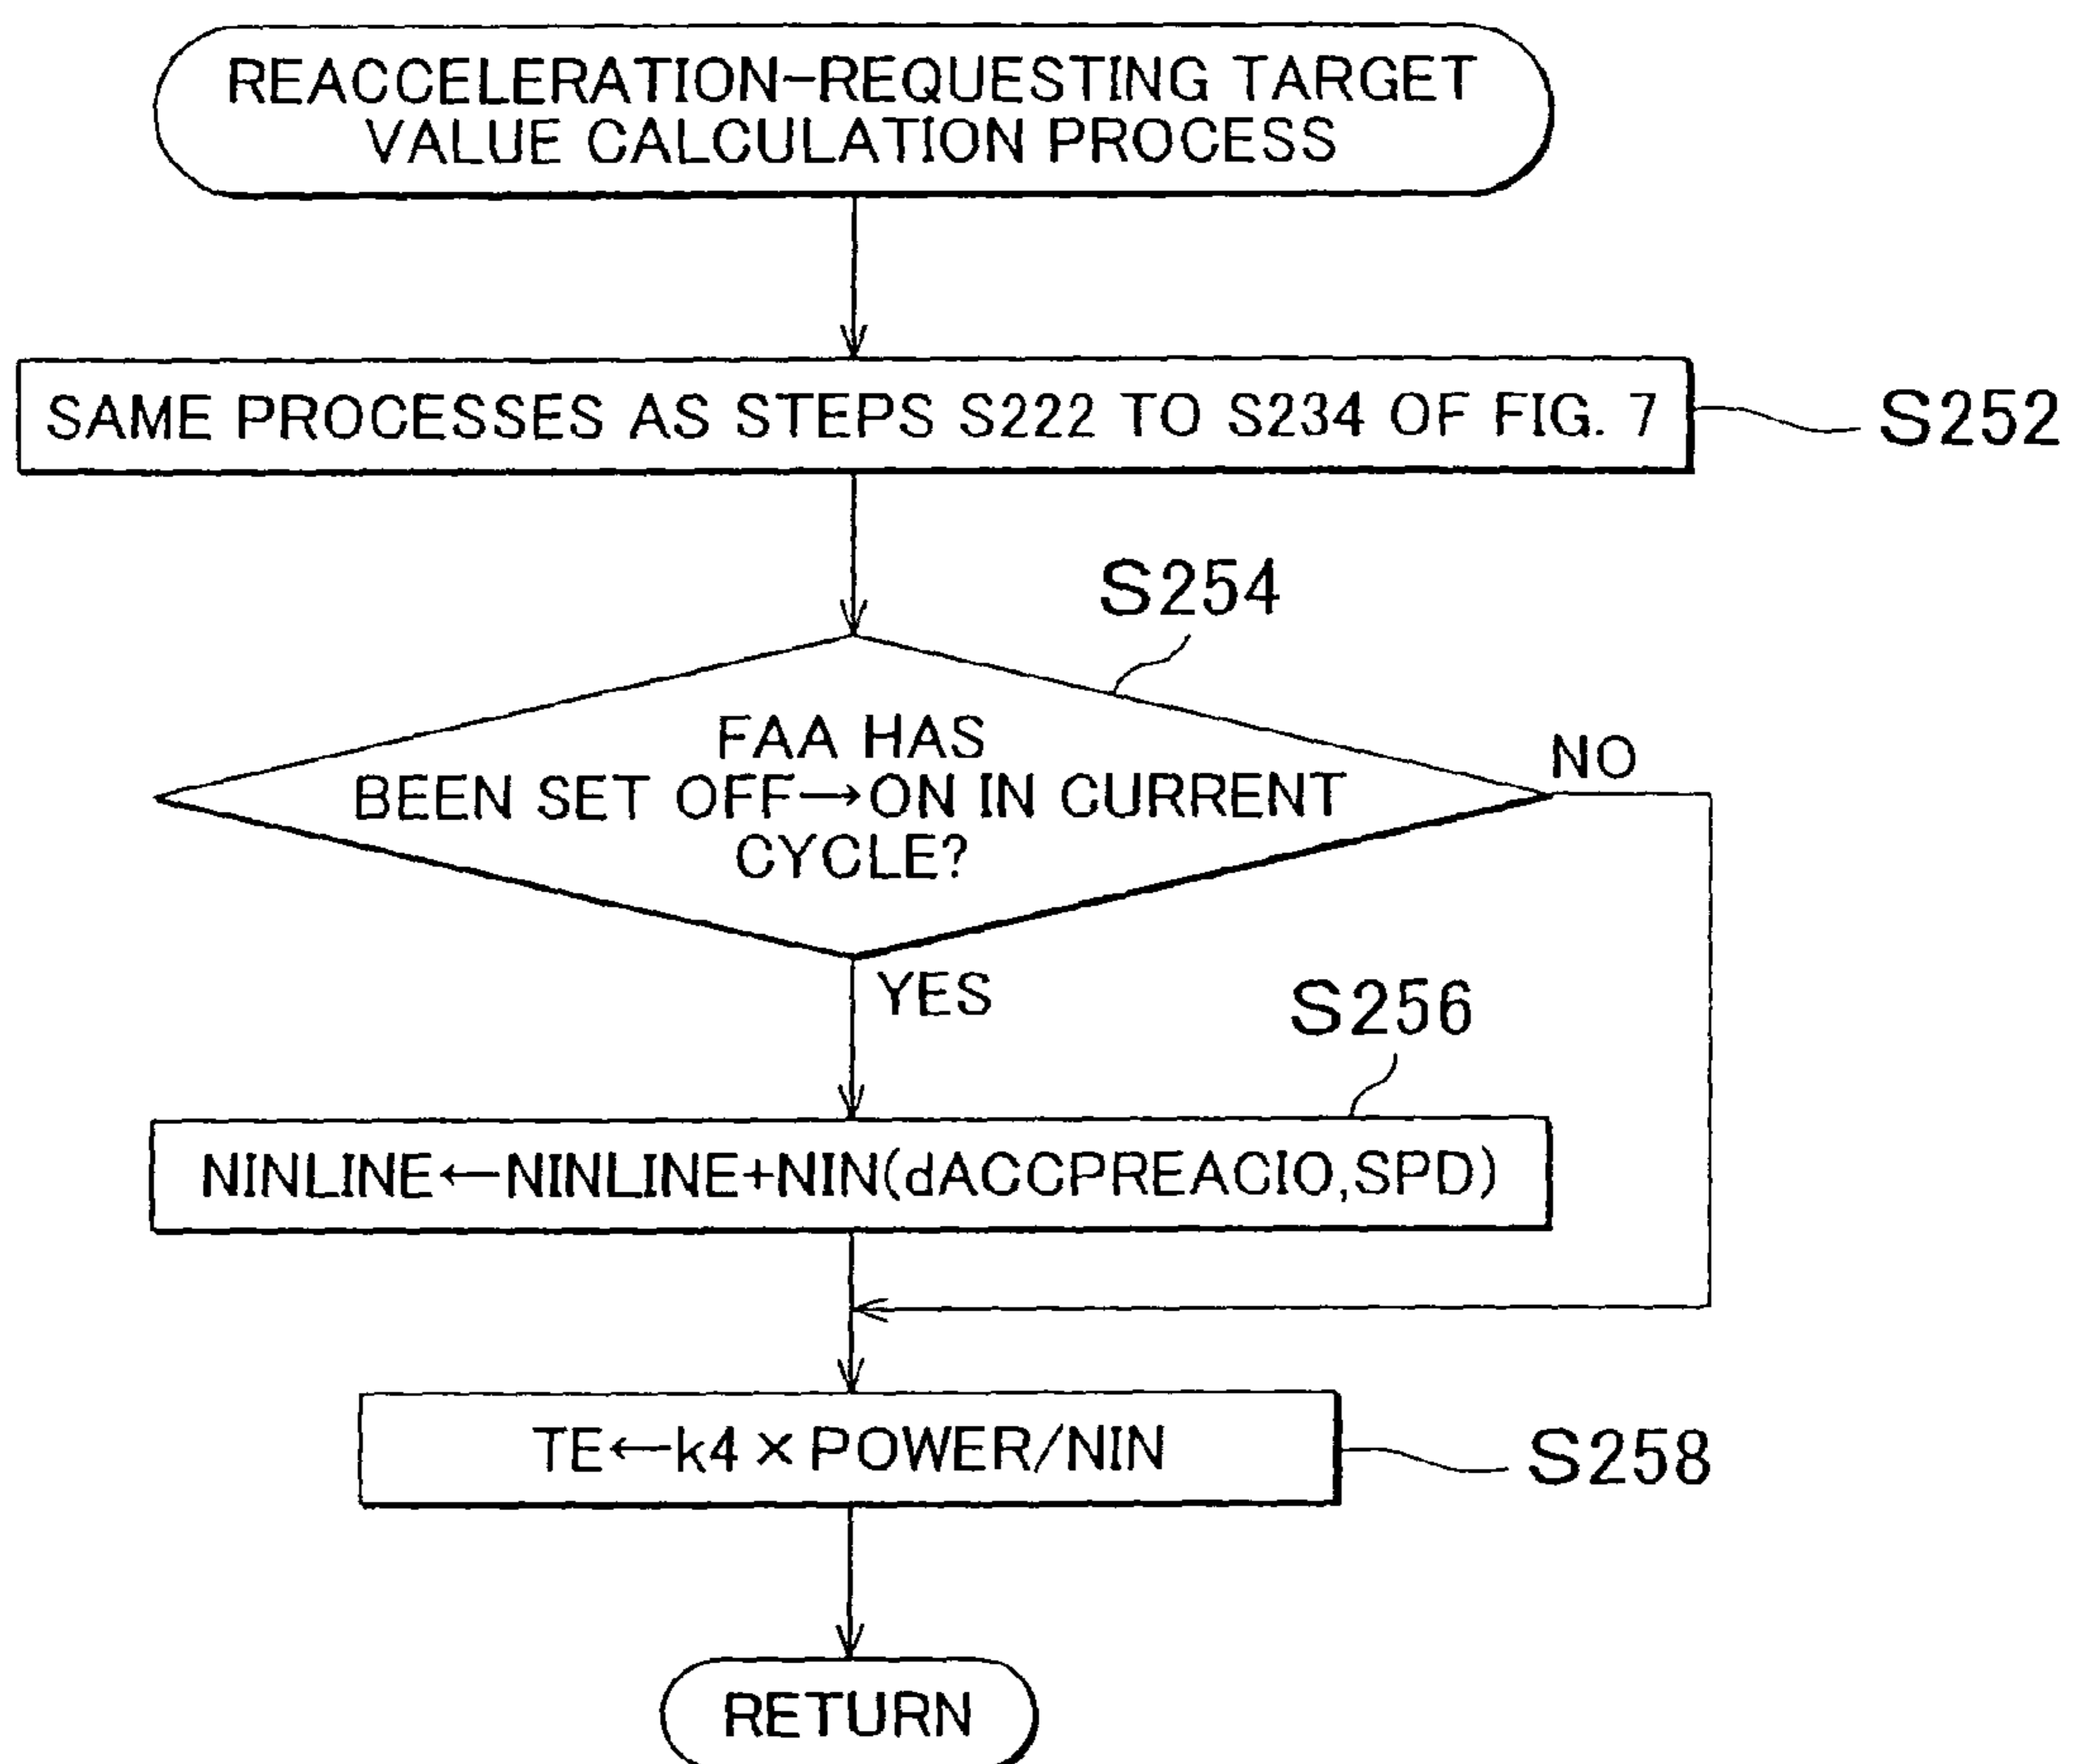 REACCELERATION-REQUESTING TARGET
VALUE CALCULATION PROCESS
SAME PROCESSES AS STEPS S222 TO S234 OF FIG. 7
S252
S254
FAA HAS
BEEN SET OFF→ON IN CURRENT
CYCLE?
NO
YES
S256
NINLINE←NINLINE+NIN(dACCPREACIO,SPD)
TE←k4×POWER/NIN
S258
RETURN